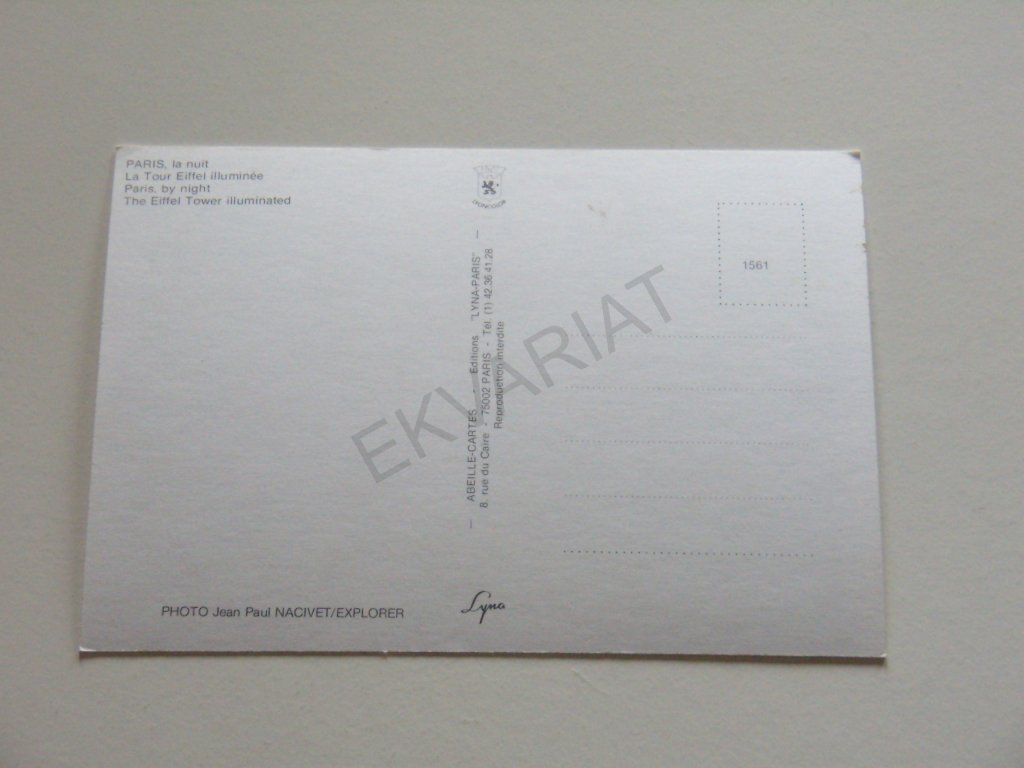 PARIS, la nuit
La Tour Eiffel illuminée
Paris, by night
The Eiffel Tower illuminated
LYONCOLOR
— ABEILLE-CARTES - Editions "LYNA-PARIS" —
8, rue du Caire - 75002 PARIS - Tél. (1) 42.36.41.28
Reproduction interdite
1561
EKVARIAT
PHOTO Jean Paul NACIVET/EXPLORER
Lyna